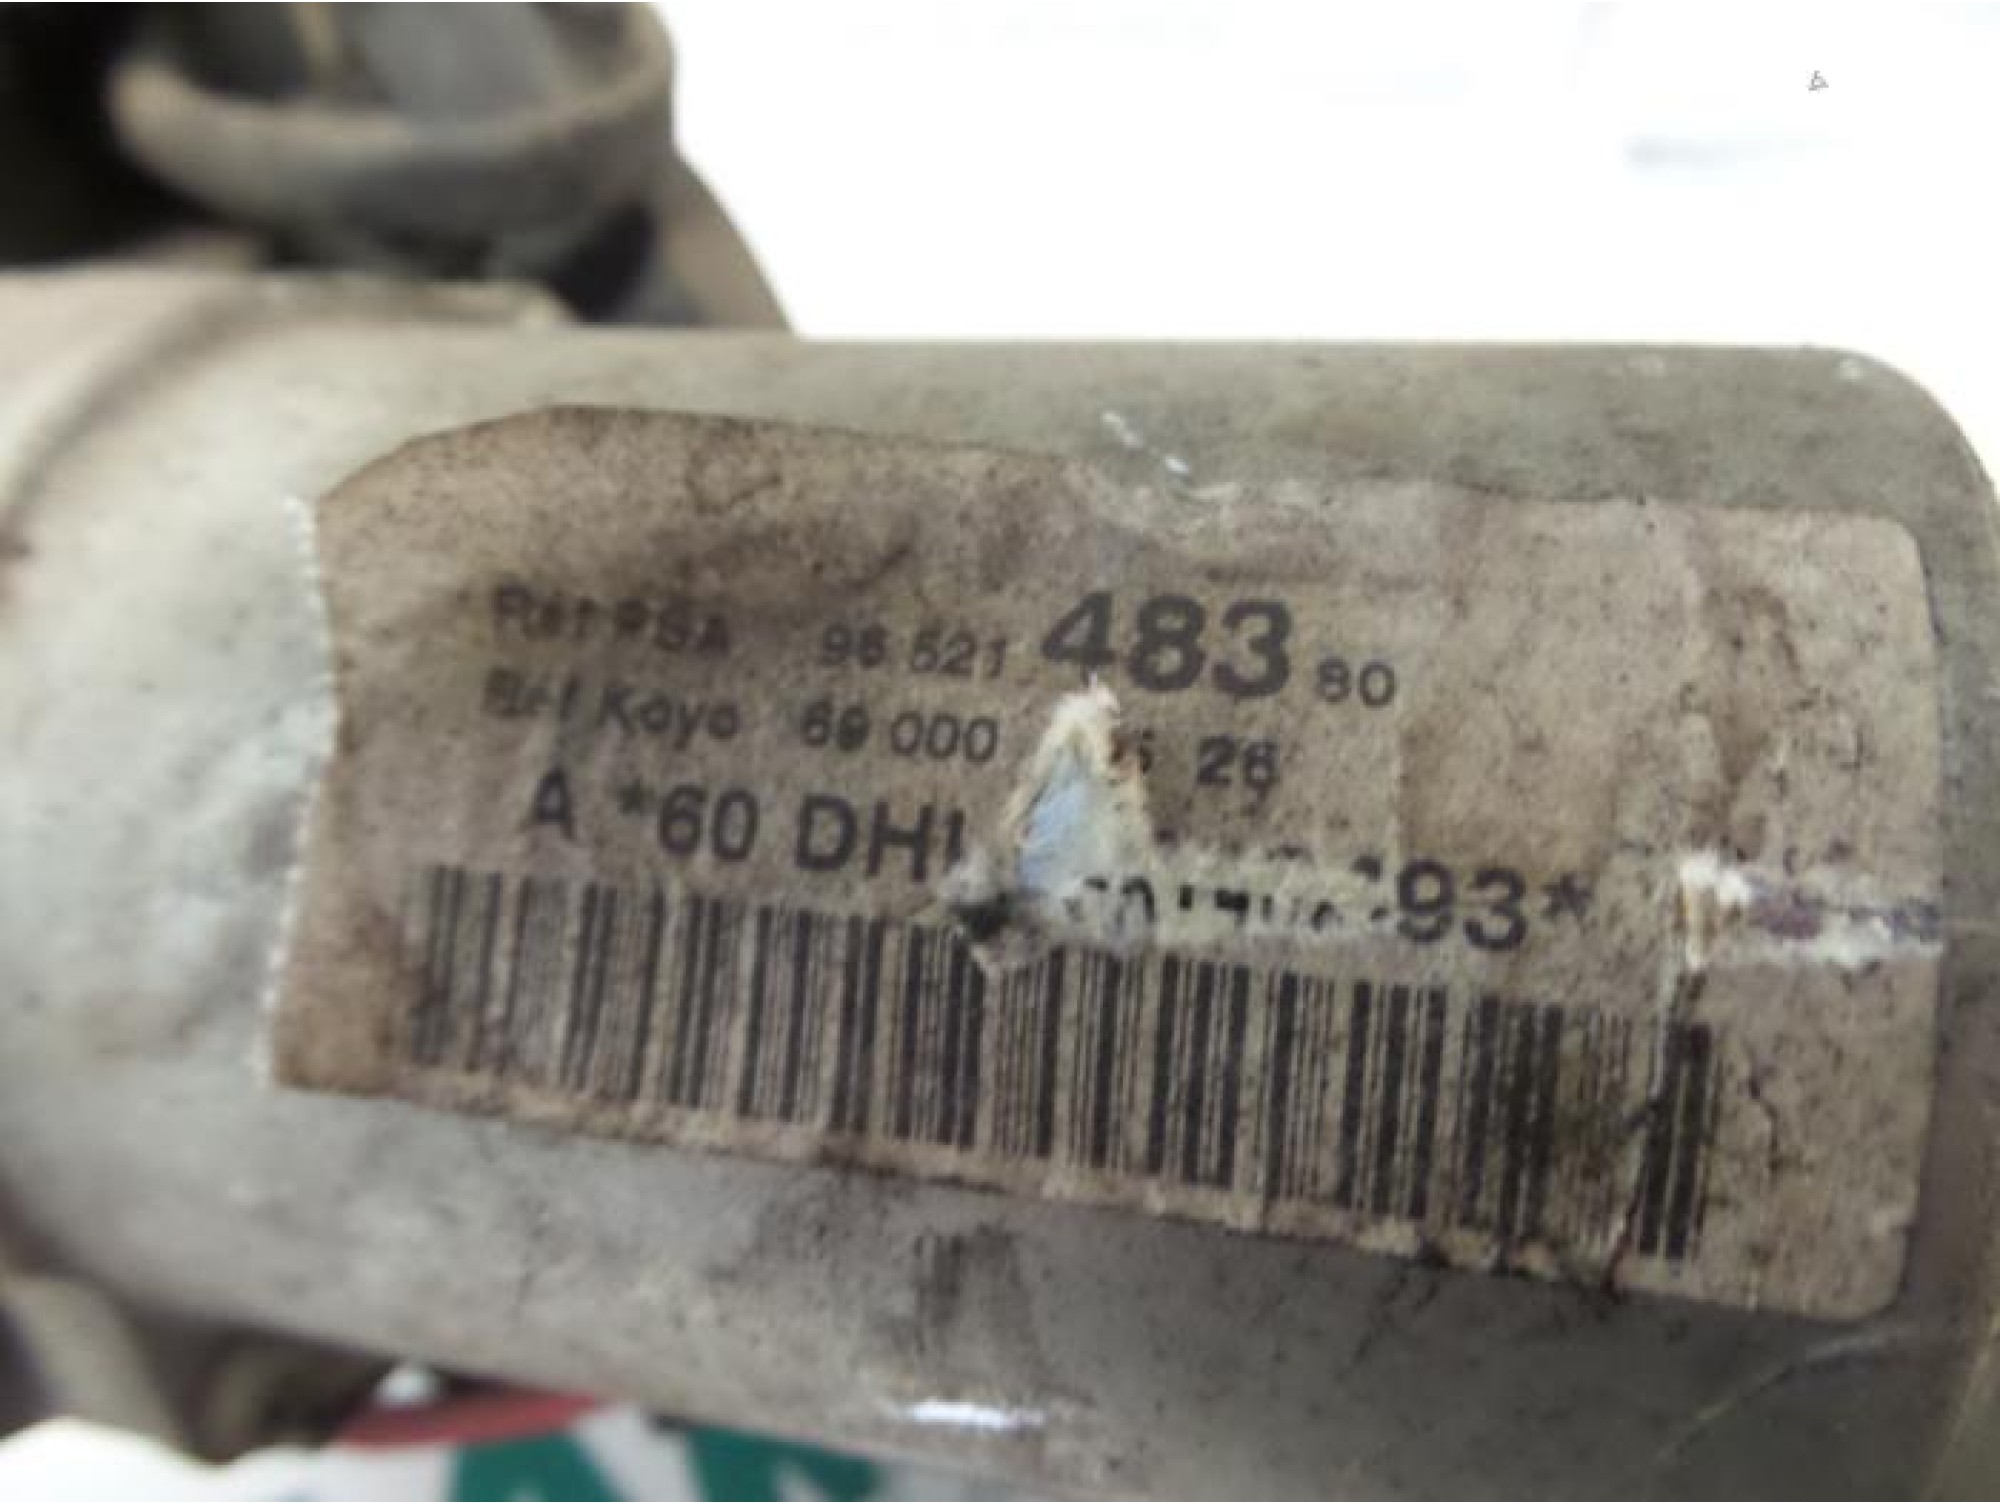 Ref PSA 96 521 483 80
Ref Koyo 69 000 26
A *60 DH 93*